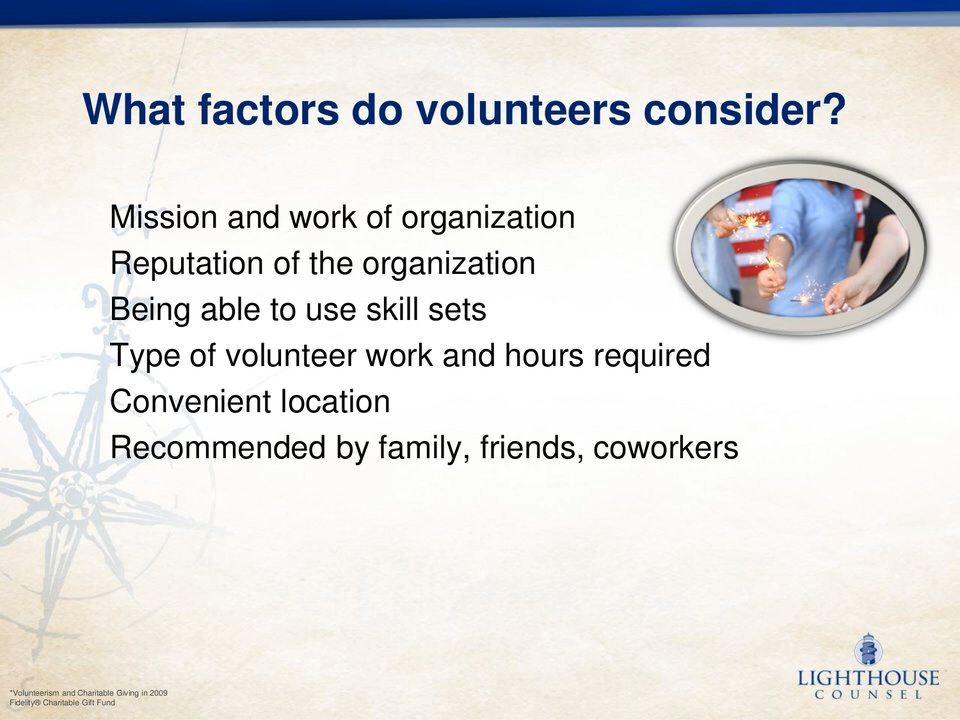 What factors do volunteers consider?
Mission and work of organization
Reputation of the organization
Being able to use skill sets
Type of volunteer work and hours required
Convenient location
Recommended by family, friends, coworkers
*Volunteerism and Charitable Giving in 2009
Fidelity® Charitable Gift Fund
LIGHTHOUSE
COUNSEL